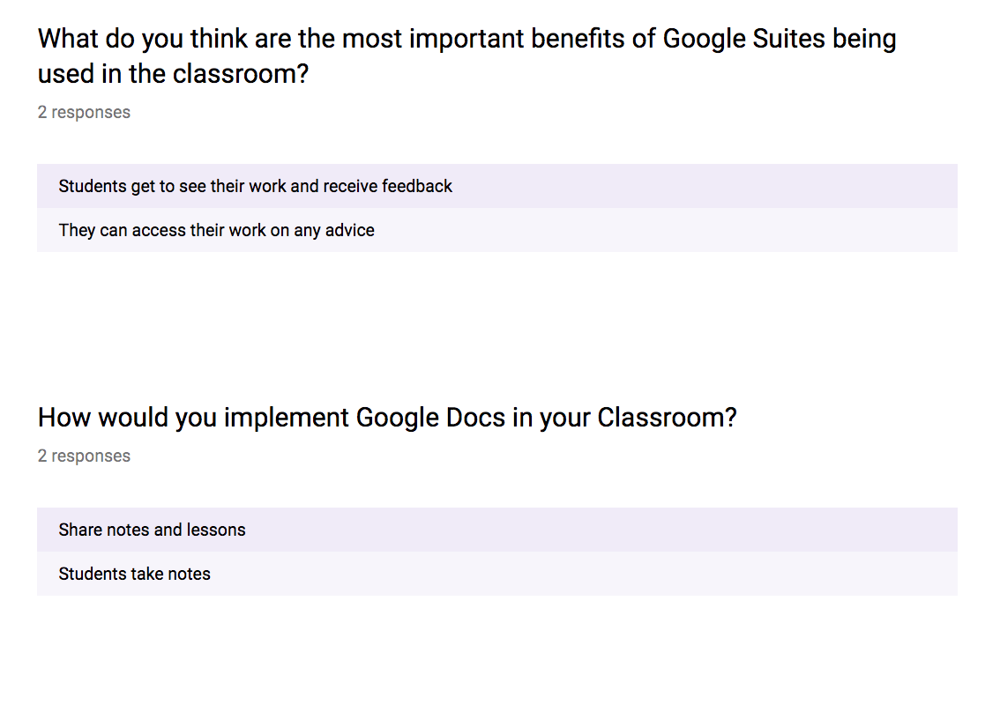 What do you think are the most important benefits of Google Suites being
used in the classroom?
2 responses
Students get to see their work and receive feedback
They can access their work on any advice
How would you implement Google Docs in your Classroom?
2 responses
Share notes and lessons
Students take notes